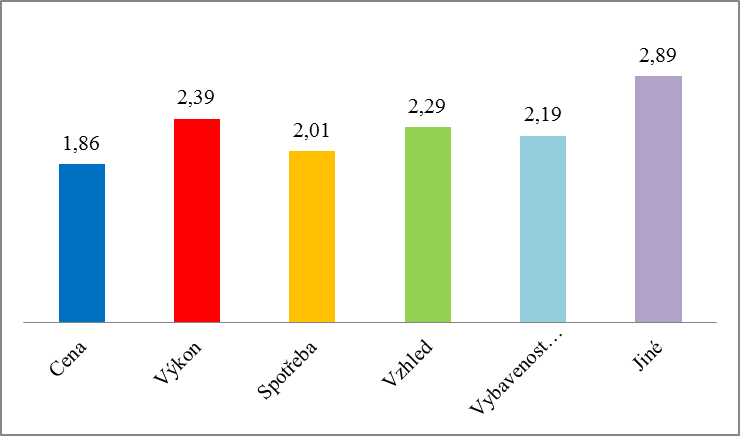 1,86
2,39
2,01
2,29
2,19
2,89
Cena
Výkon
Spotřeba
Vzhled
Vybavenost…
Jiné